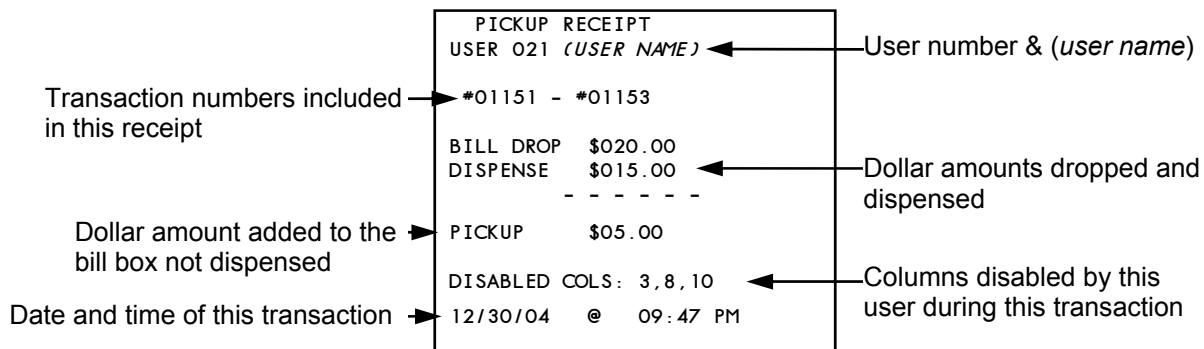 PICKUP RECEIPT
USER 021 (USER NAME)
User number & (user name)
Transaction numbers included
in this receipt
#01151 - #01153
BILL DROP $020.00
DISPENSE $015.00
- - - - - -
Dollar amounts dropped and
dispensed
Dollar amount added to the
bill box not dispensed
PICKUP $05.00
DISABLED COLS: 3,8,10
Columns disabled by this
user during this transaction
Date and time of this transaction
12/30/04 @ 09:47 PM